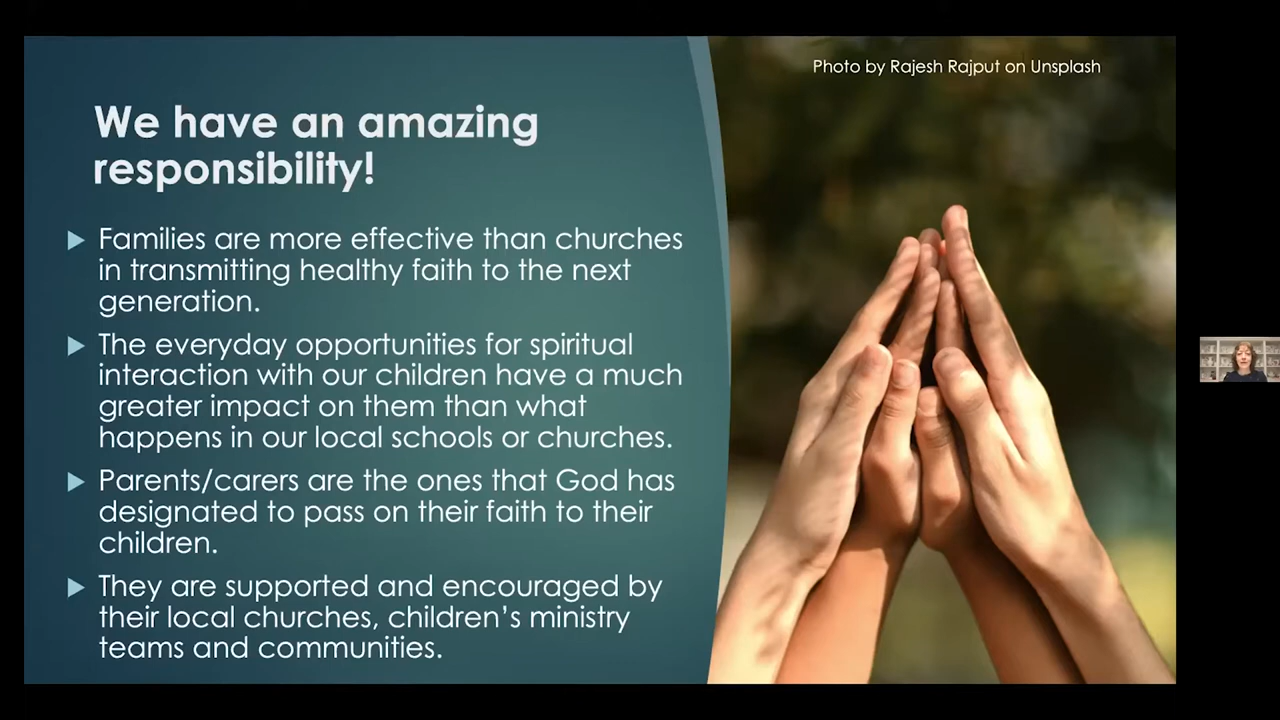 Photo by Rajesh Rajput on Unsplash
We have an amazing
responsibility!
Families are more effective than churches
in transmitting healthy faith to the next
generation.
The everyday opportunities for spiritual
interaction with our children have a much
greater impact on them than what
happens in our local schools or churches.
Parents/carers are the ones that God has
designated to pass on their faith to their
children.
They are supported and encouraged by
their local churches, children’s ministry
teams and communities.